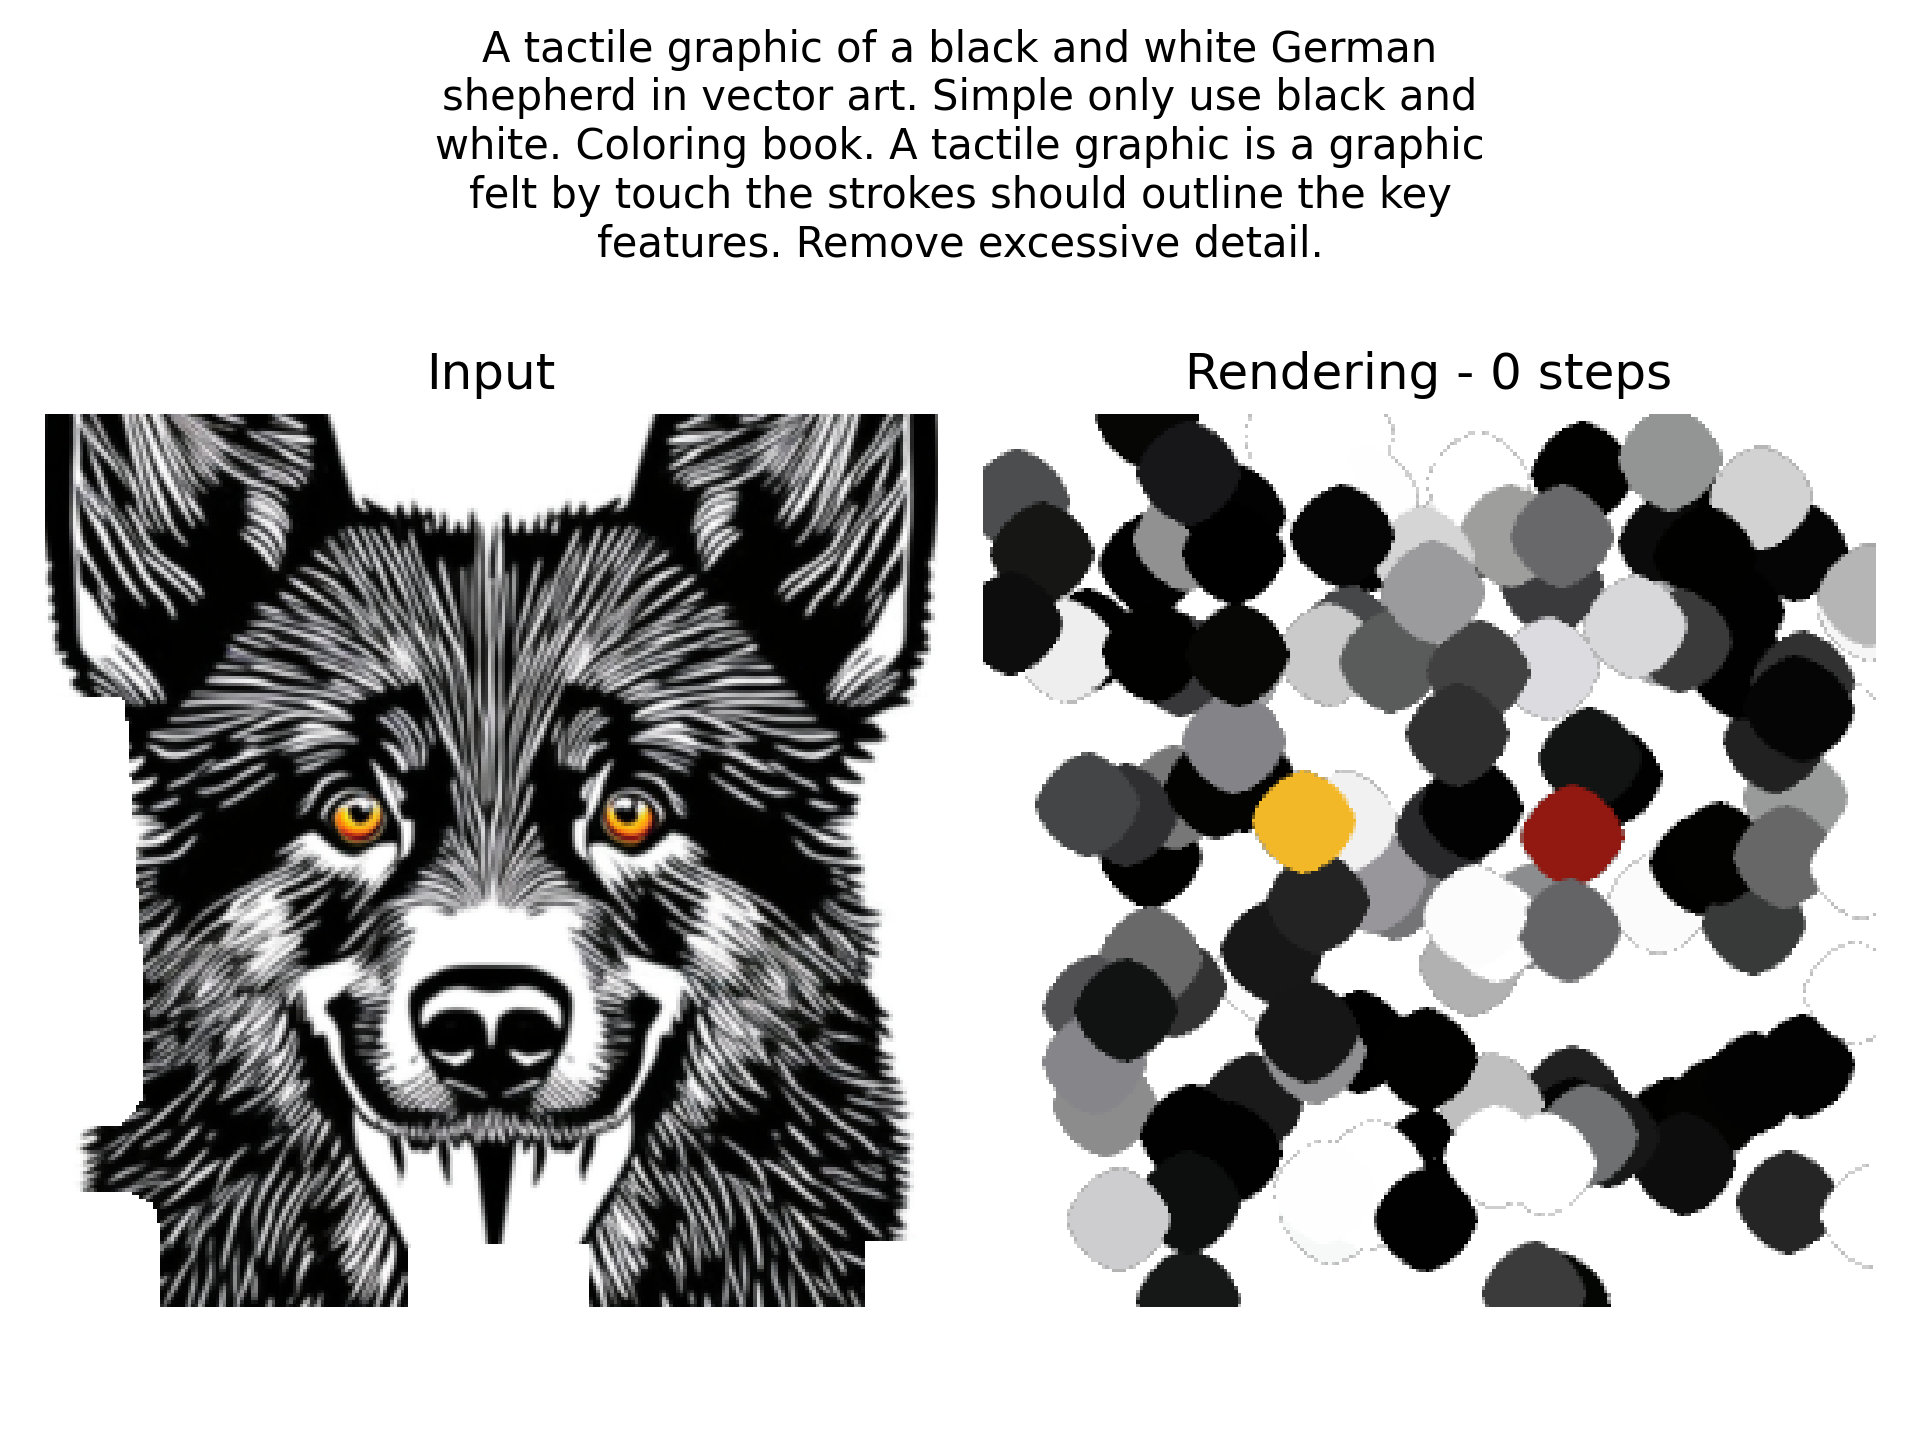 A tactile graphic of a black and white German
shepherd in vector art. Simple only use black and
white. Coloring book. A tactile graphic is a graphic
felt by touch the strokes should outline the key
features. Remove excessive detail.
Input
Rendering - 0 steps